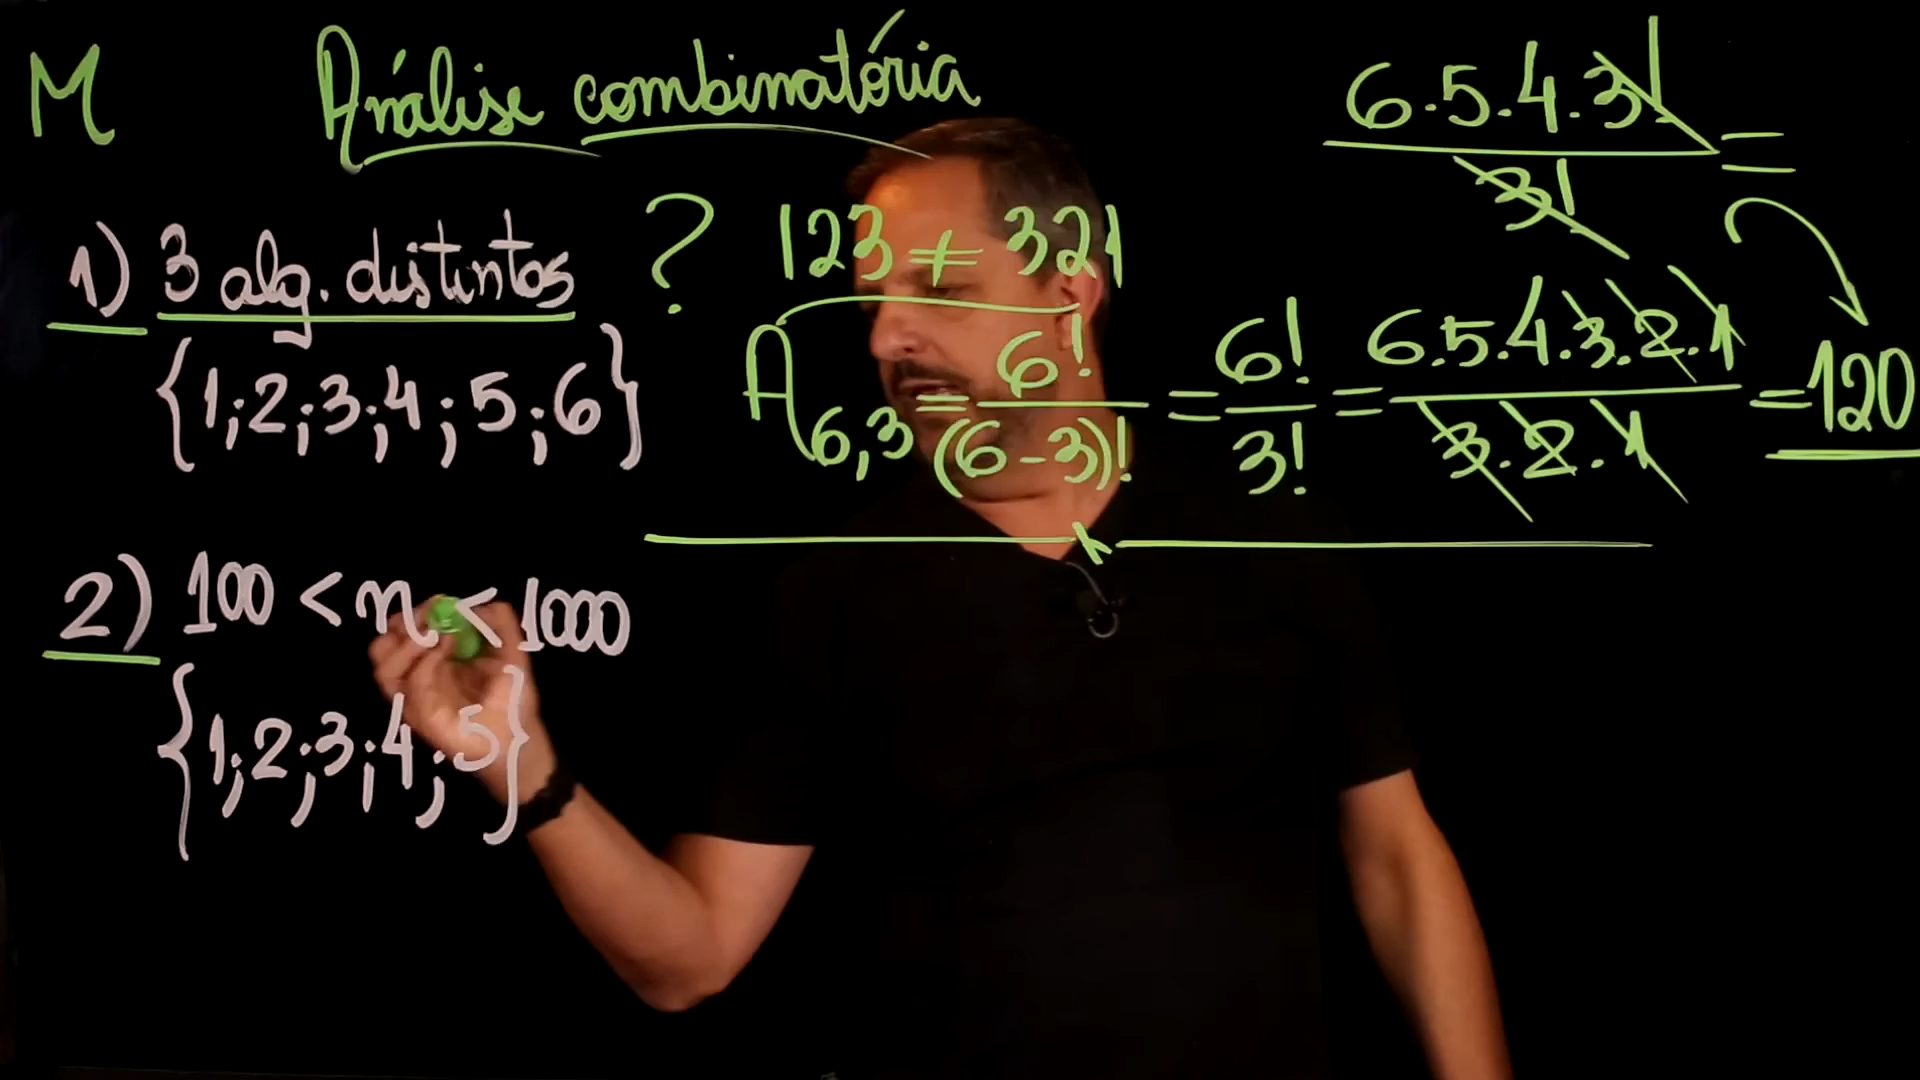 M Análise combinatória
6.5.4.3! =
3!
1) 3 alg. distintos ? 123 ≠ 321
{1;2;3;4;5;6}
A6,3 = 6!/(6-3)! = 6!/3! = 6.5.4.3.2.1/3.2.1 = 120
2) 100 < n < 1000
{1;2;3;4;5}